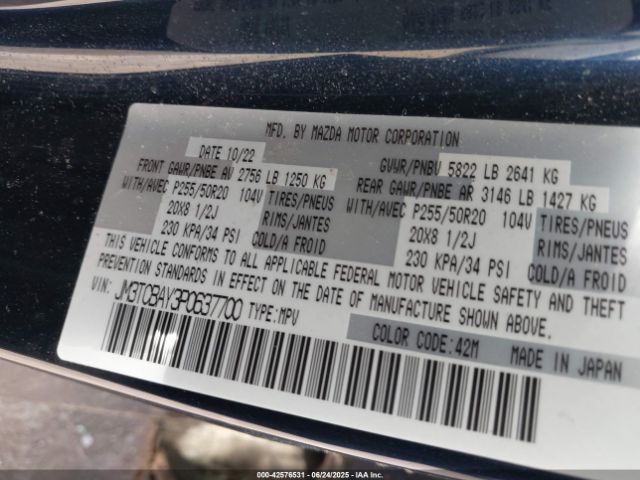 MFD. BY MAZDA MOTOR CORPORATION
DATE 10/22 GVWR/PNBV 5822 LB 2641 KG
FRONT GAWR/PNBE AV 2756 LB 1250 KG REAR GAWR/PNBE AR 3146 LB 1427 KG
WITH/AVEC P255/50R20 104V TIRES/PNEUS WITH/AVEC P255/50R20 104V TIRES/PNEUS
20X8 1/2J RIMS/JANTES 20X8 1/2J RIMS/JANTES
230 KPA/34 PSI COLD/A FROID 230 KPA/34 PSI COLD/A FROID
THIS VEHICLE CONFORMS TO ALL APPLICABLE FEDERAL MOTOR VEHICLE SAFETY AND THEFT
PREVENTION STANDARDS IN EFFECT ON THE DATE OF MANUFACTURE SHOWN ABOVE.
VIN: JM3TCBAY3P0637700 TYPE:MPV
COLOR CODE:42M MADE IN JAPAN
000-42576531 - 06/24/2025 - IAAI.COM